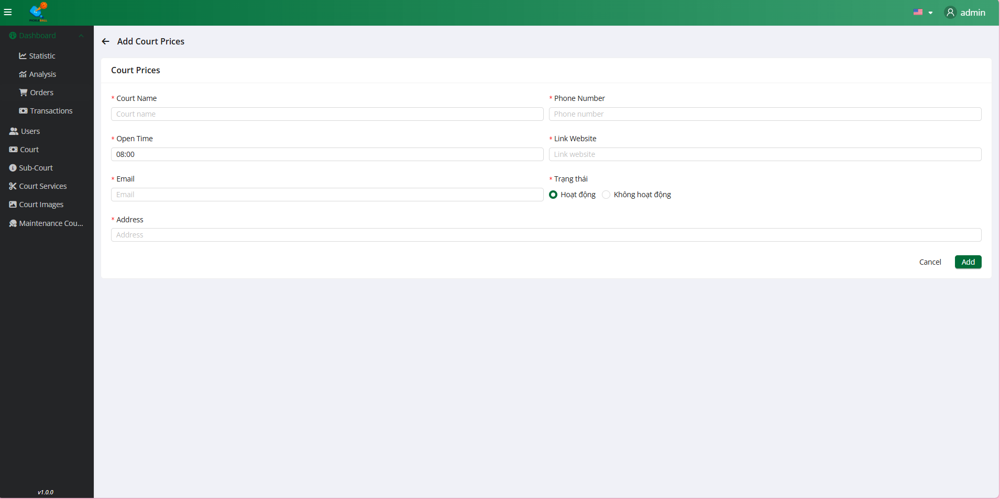 PICKLEBALL
admin
Dashboard
Statistic
Analysis
Orders
Transactions
Users
Court
Sub-Court
Court Services
Court Images
Maintenance Cou...
v1.0.0
Add Court Prices
Court Prices
* Court Name
Court name
* Phone Number
Phone number
* Open Time
08:00
* Link Website
Link website
* Email
Email
* Trạng thái
Hoạt động
Không hoạt động
* Address
Address
Cancel
Add